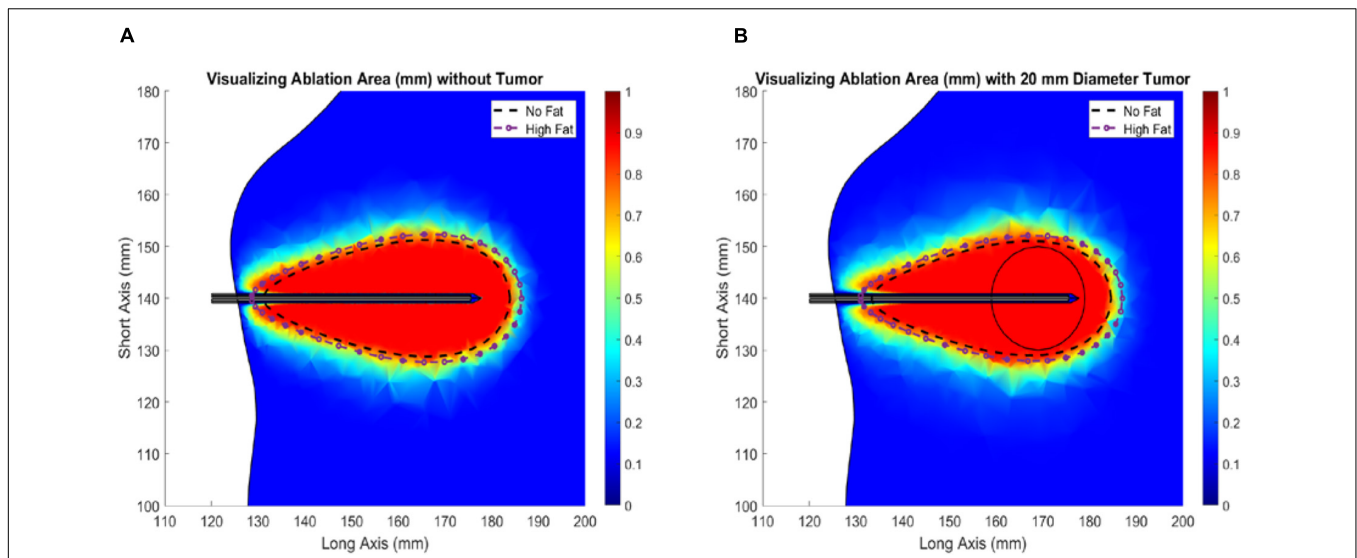 A
B
Visualizing Ablation Area (mm) without Tumor
180
170
160
150
140
130
120
110
100
Short Axis (mm)
110 120 130 140 150 160 170 180 190 200
Long Axis (mm)
No Fat
High Fat
1
0.9
0.8
0.7
0.6
0.5
0.4
0.3
0.2
0.1
0
Visualizing Ablation Area (mm) with 20 mm Diameter Tumor
180
170
160
150
140
130
120
110
100
Short Axis (mm)
110 120 130 140 150 160 170 180 190 200
Long Axis (mm)
No Fat
High Fat
1
0.9
0.8
0.7
0.6
0.5
0.4
0.3
0.2
0.1
0